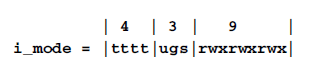 | 4 | 3 | 9 |
i_mode = |tttt|ugs|rwxrwxrwx|